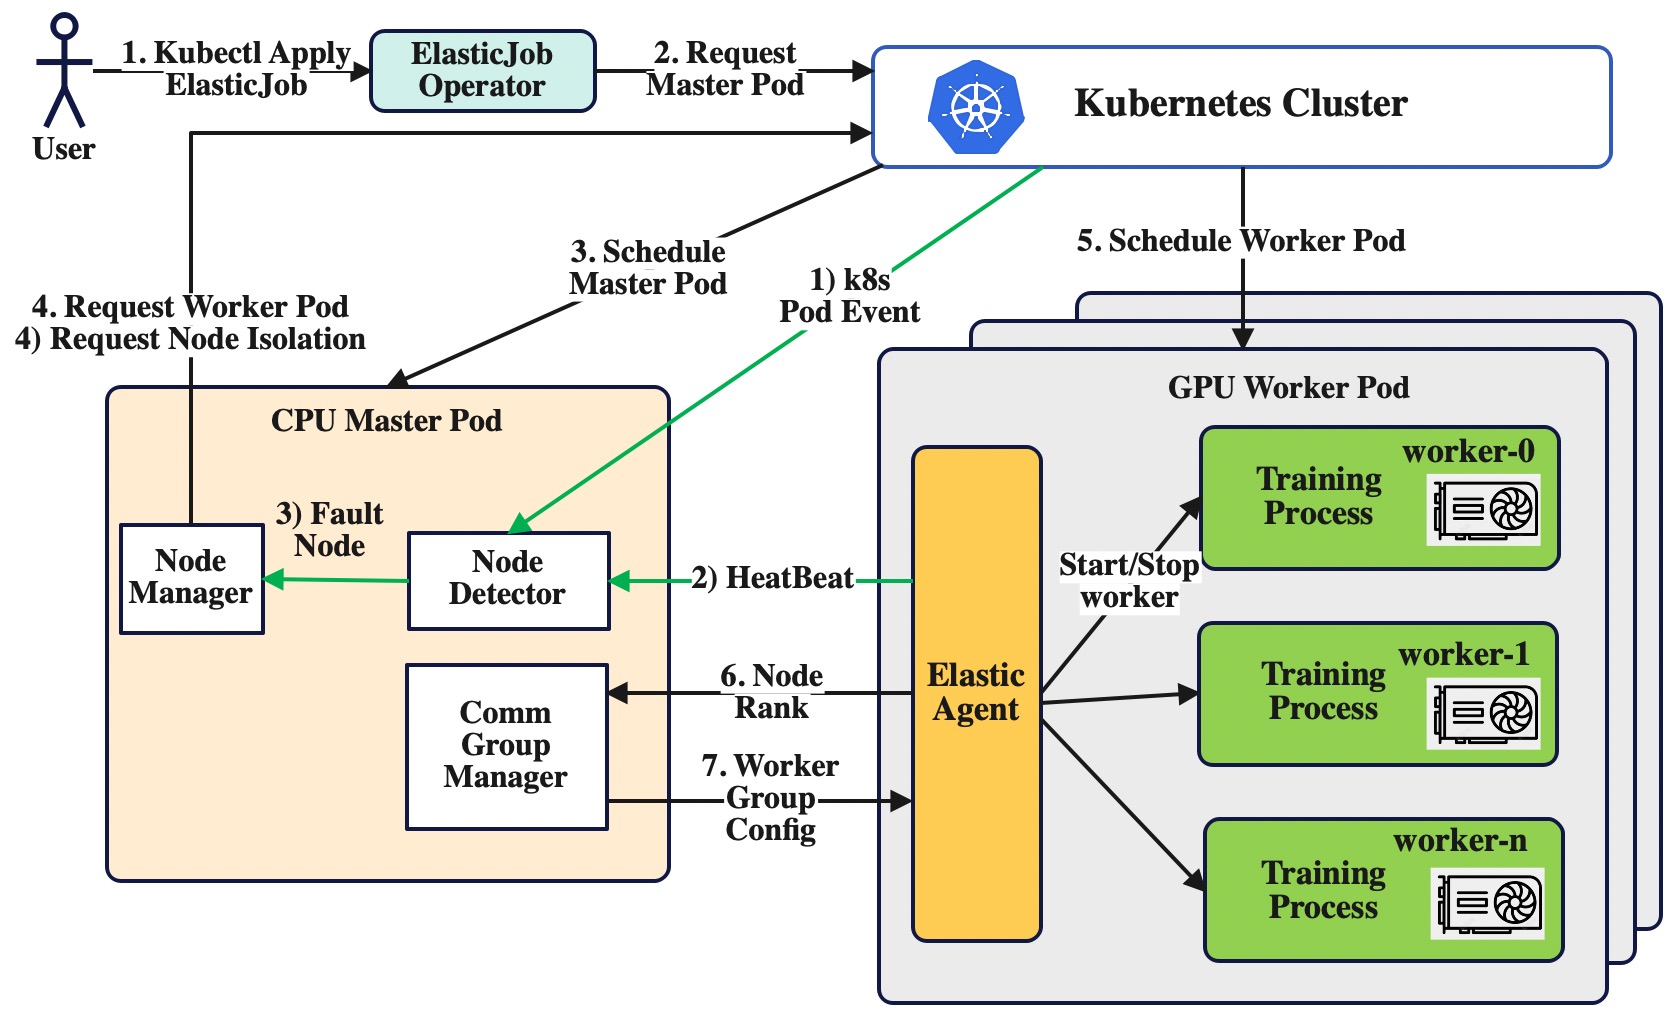 1. Kubectl Apply
ElasticJob
User
ElasticJob
Operator
2. Request
Master Pod
Kubernetes Cluster
3. Schedule
Master Pod
1) k8s
Pod Event
5. Schedule Worker Pod
4. Request Worker Pod
4) Request Node Isolation
CPU Master Pod
Node
Manager
3) Fault
Node
Node
Detector
2) HeatBeat
Comm
Group
Manager
6. Node
Rank
7. Worker
Group
Config
GPU Worker Pod
Elastic
Agent
Start/Stop
worker
worker-0
Training
Process
worker-1
Training
Process
worker-n
Training
Process